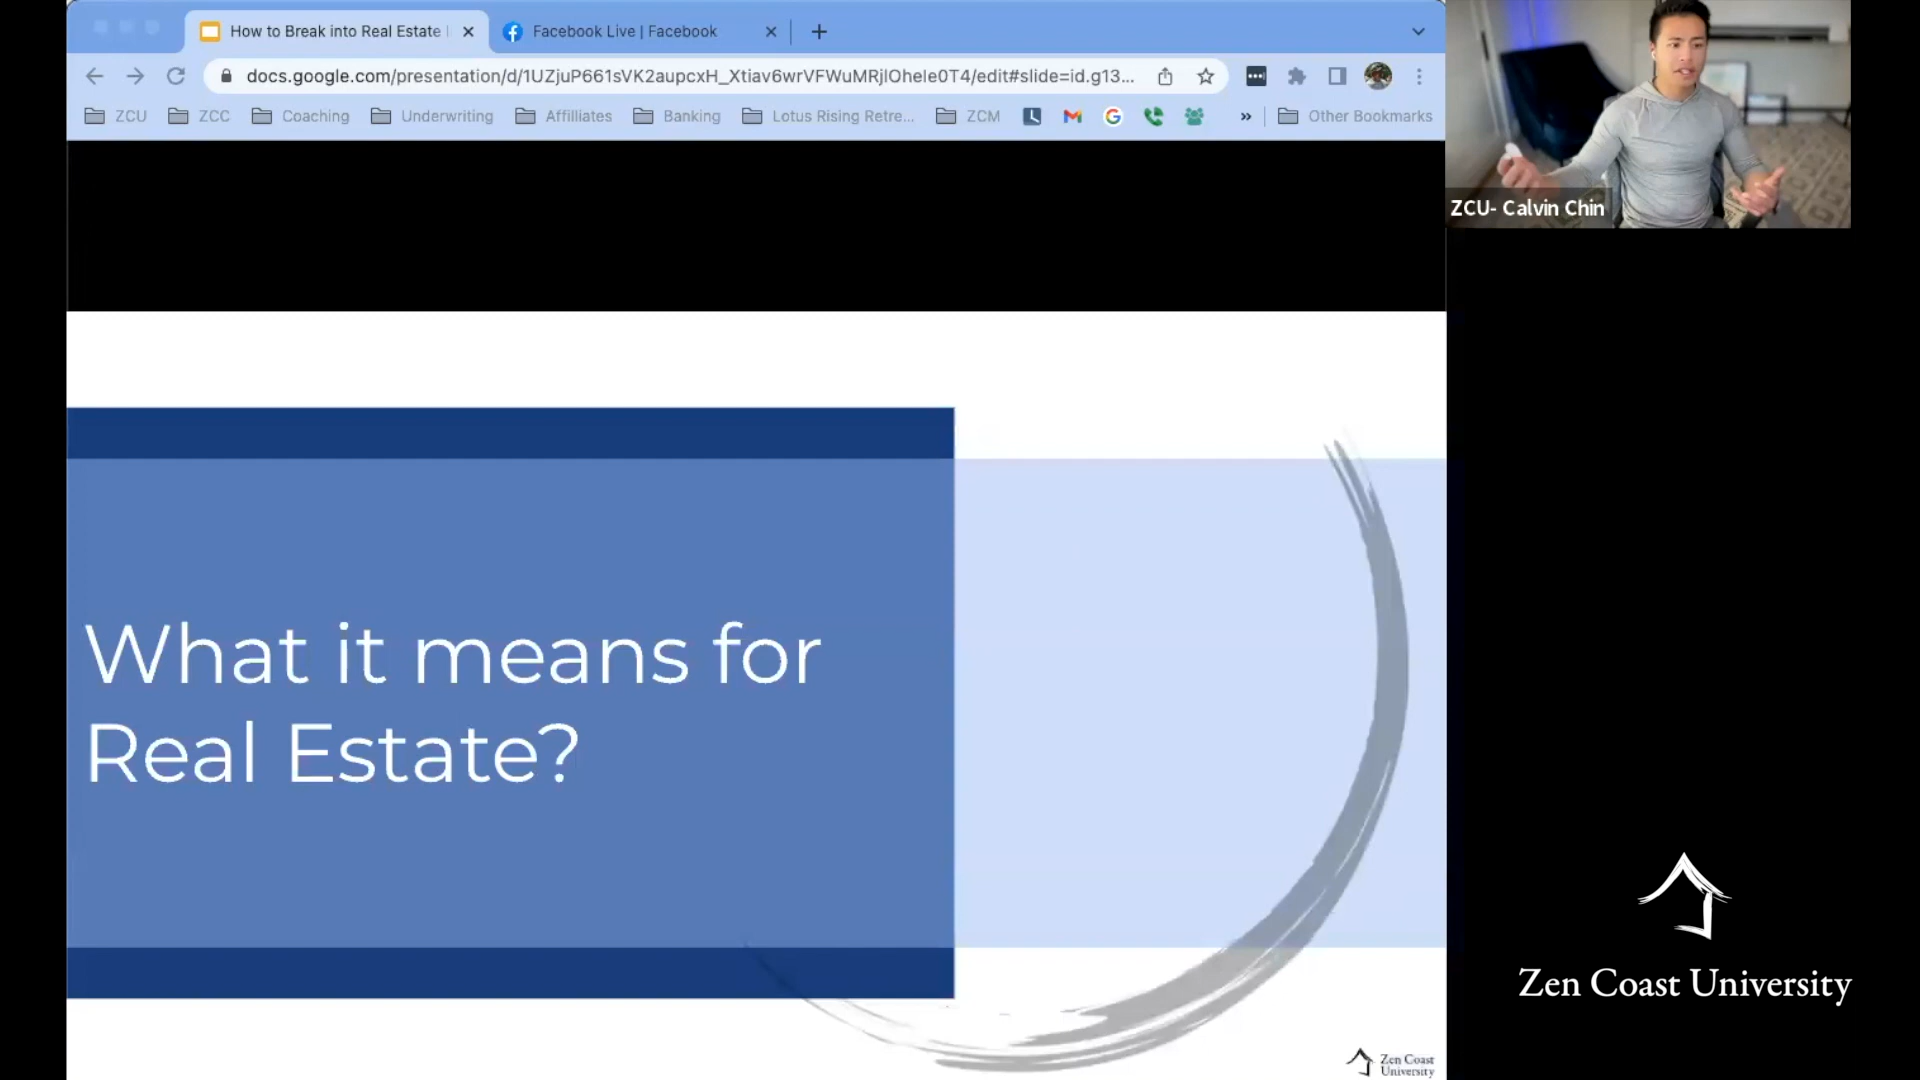 How to Break into Real Estate
Facebook Live | Facebook
docs.google.com/presentation/d/1UZjuP661sVK2aupcxH_Xtiav6wrVFWuMRjlOhele0T4/edit#slide=id.g13...
ZCU
ZCC
Coaching
Underwriting
Affilliates
Banking
Lotus Rising Retre...
ZCM
»
Other Bookmarks
ZCU- Calvin Chin
What it means for
Real Estate?
Zen Coast University
Zen Coast
University